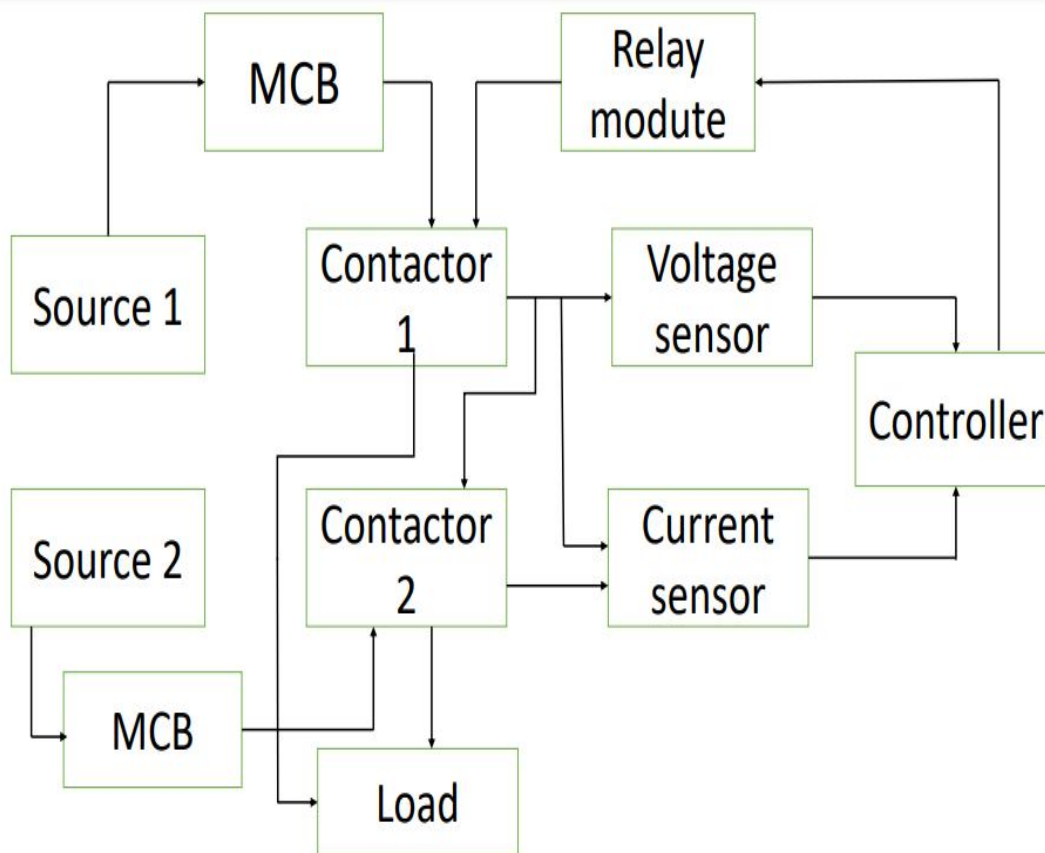 MCB
Relay
modute
Source 1
Contactor
1
Voltage
sensor
Controller
Source 2
Contactor
2
Current
sensor
MCB
Load